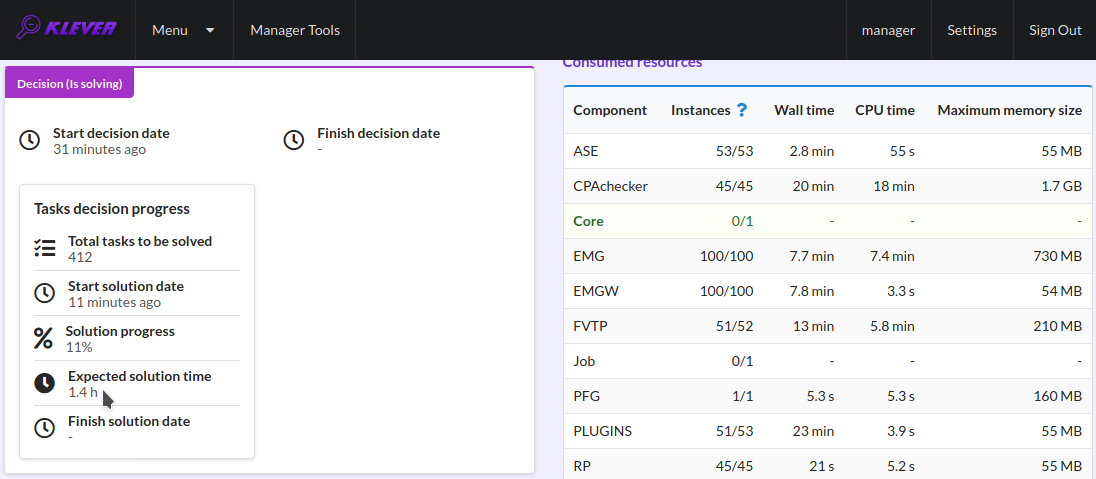 KLEVER Menu Manager Tools manager Settings Sign Out
Decision (Is solving)
Start decision date
31 minutes ago
Finish decision date
-
Tasks decision progress
Total tasks to be solved
412
Start solution date
11 minutes ago
Solution progress
11%
Expected solution time
1.4 h
Finish solution date
-
Consumed resources
Component Instances ? Wall time CPU time Maximum memory size
ASE 53/53 2.8 min 55 s 55 MB
CPAchecker 45/45 20 min 18 min 1.7 GB
Core 0/1 - - -
EMG 100/100 7.7 min 7.4 min 730 MB
EMGW 100/100 7.8 min 3.3 s 54 MB
FVTP 51/52 13 min 5.8 min 210 MB
Job 0/1 - - -
PFG 1/1 5.3 s 5.3 s 160 MB
PLUGINS 51/53 23 min 3.9 s 55 MB
RP 45/45 21 s 5.2 s 55 MB